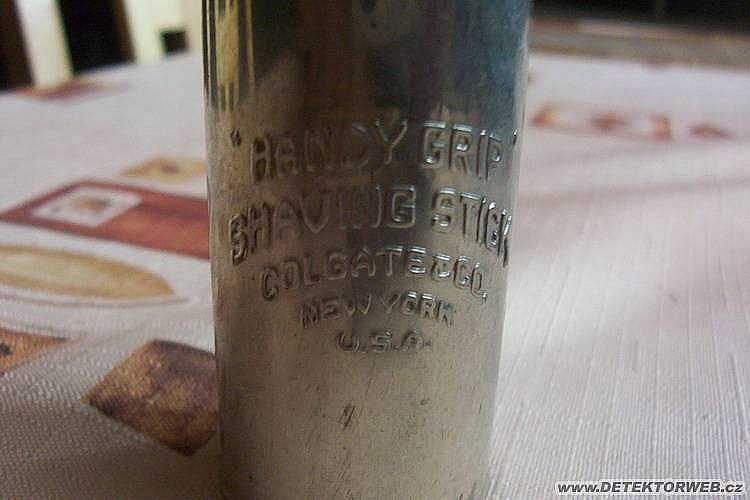 "HANDY GRIP"
SHAVING STICK
COLGATE & CO.
NEW YORK
U.S.A.
www.DETEKTORWEB.cz